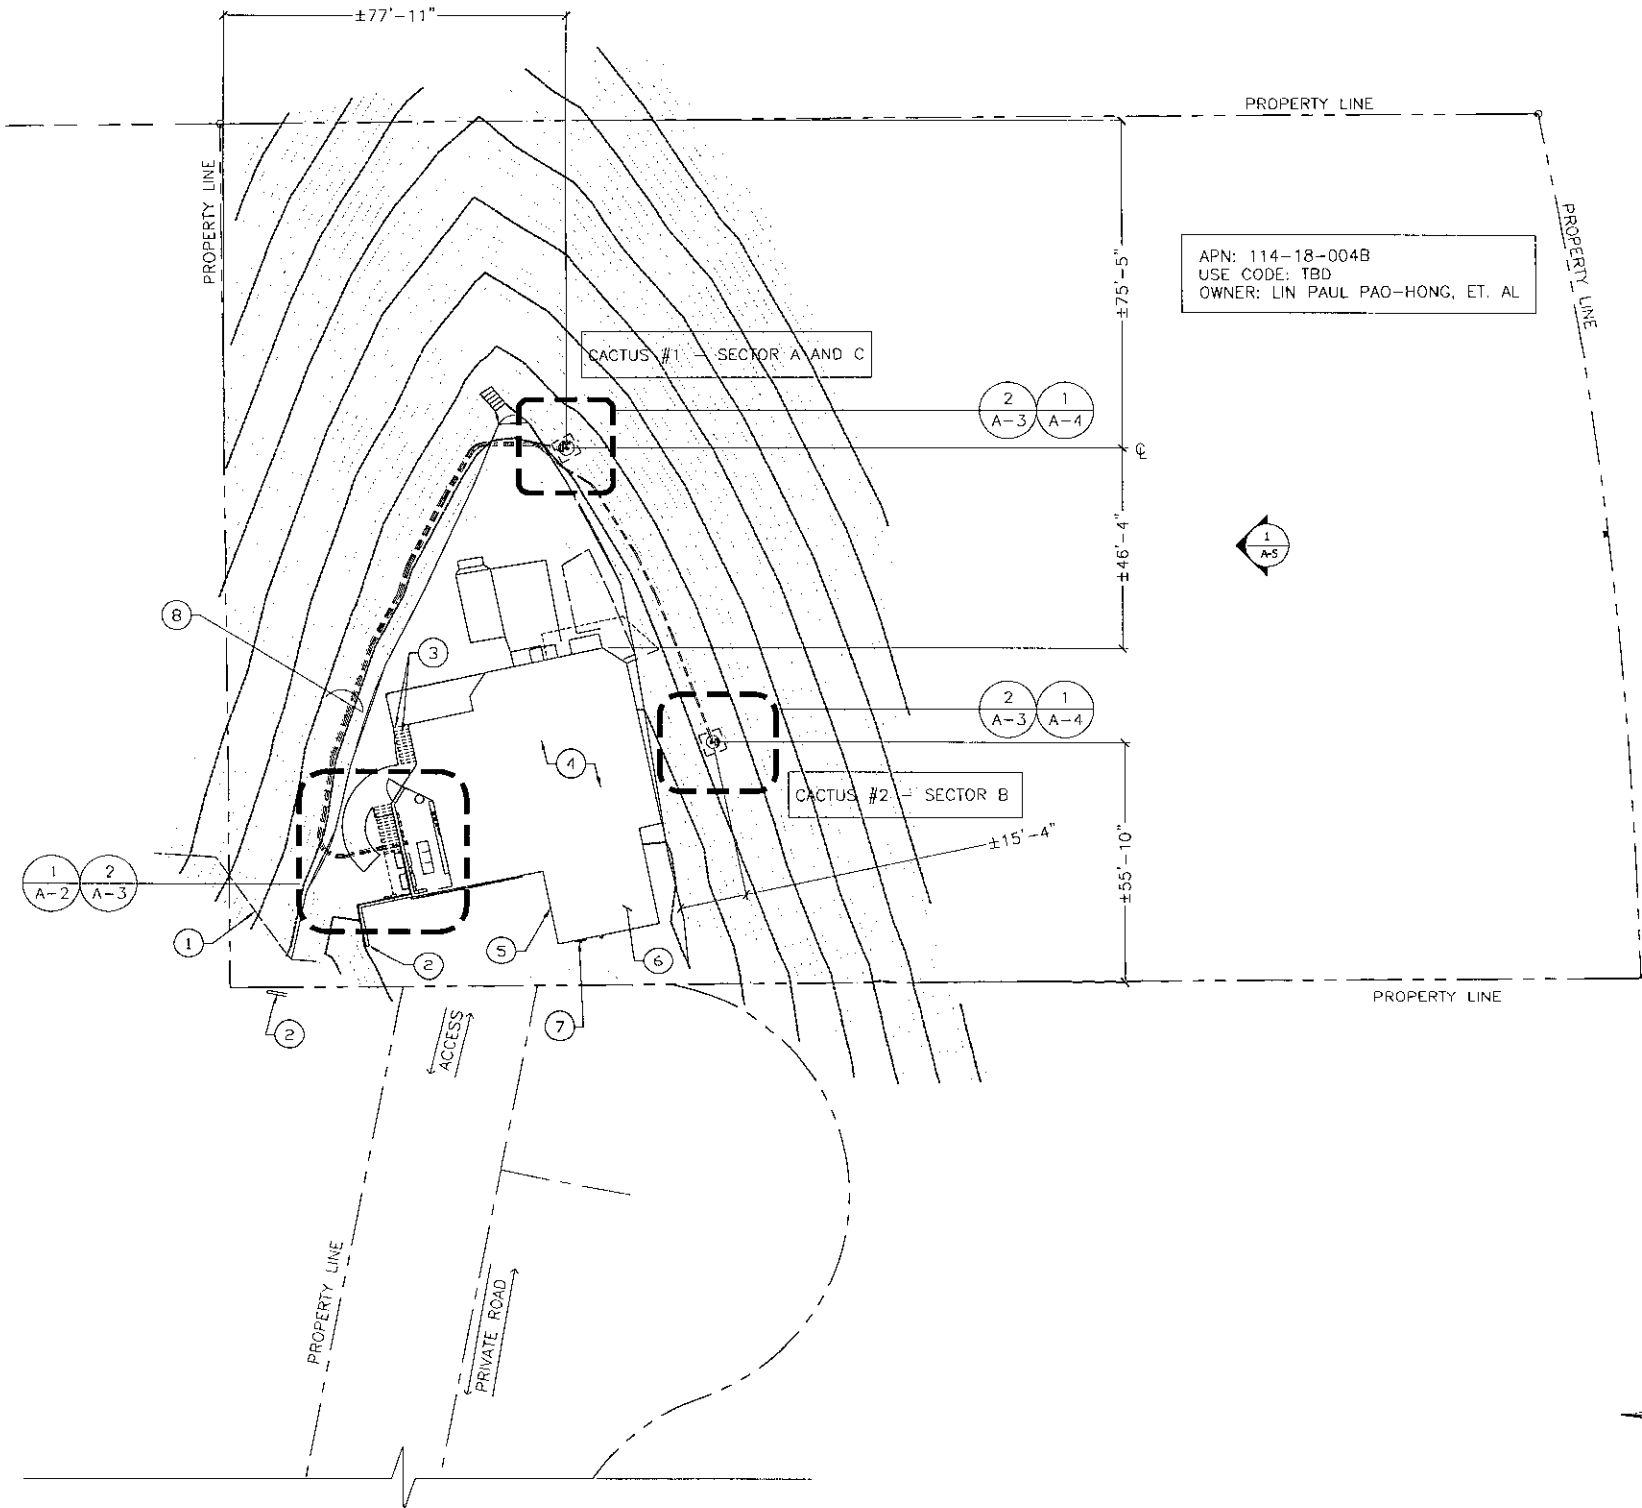 ±77'-11"
PROPERTY LINE
PROPERTY LINE
PROPERTY LINE
APN: 114-18-004B
USE CODE: TBD
OWNER: LIN PAUL PAO-HONG, ET. AL
±75'-5"
CACTUS #1 - SECTOR A AND C
2
A-3
1
A-4
℄
±46'-4"
1
A-5
8
3
2
A-3
1
A-4
4
CACTUS #2 - SECTOR B
±15'-4"
±55'-10"
1
A-2
2
A-3
1
2
5
6
PROPERTY LINE
2
7
ACCESS
PROPERTY LINE
PRIVATE ROAD